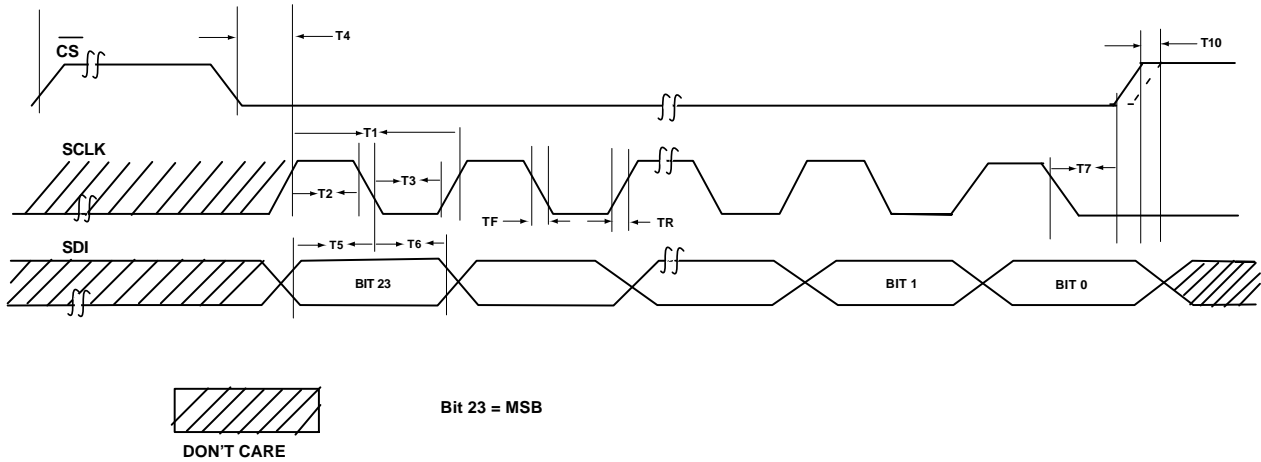 T4
T10
CS
T1
SCLK
T2
T3
TF
TR
T7
SDI
T5
T6
BIT 23
BIT 1
BIT 0
Bit 23 = MSB
DON'T CARE